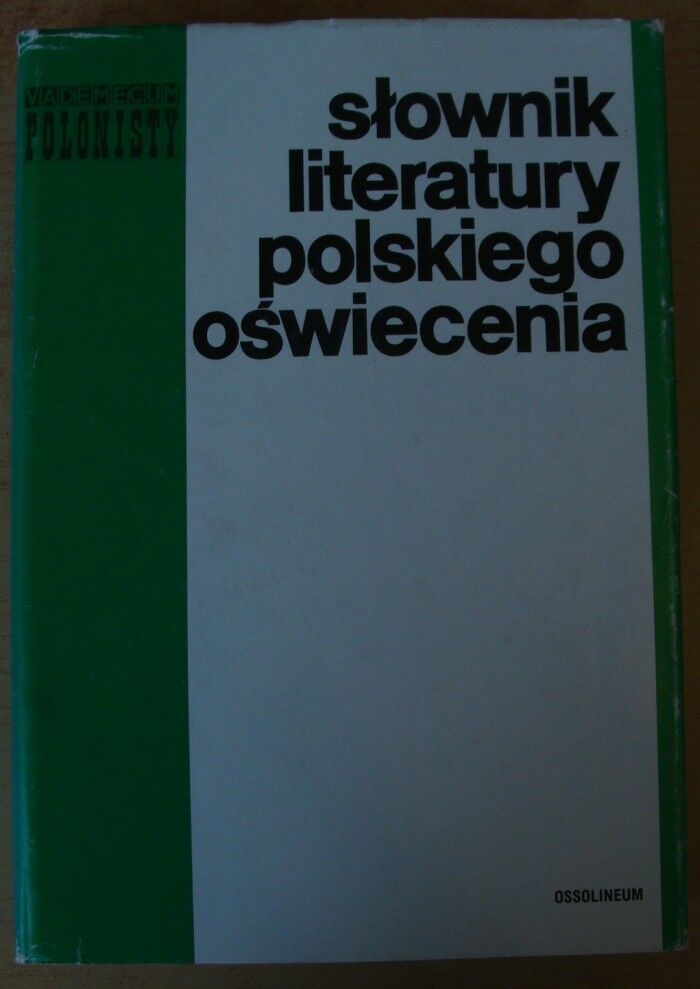 VADEMECUM
POLONISTY
słownik
literatury
polskiego
oświecenia
OSSOLINEUM